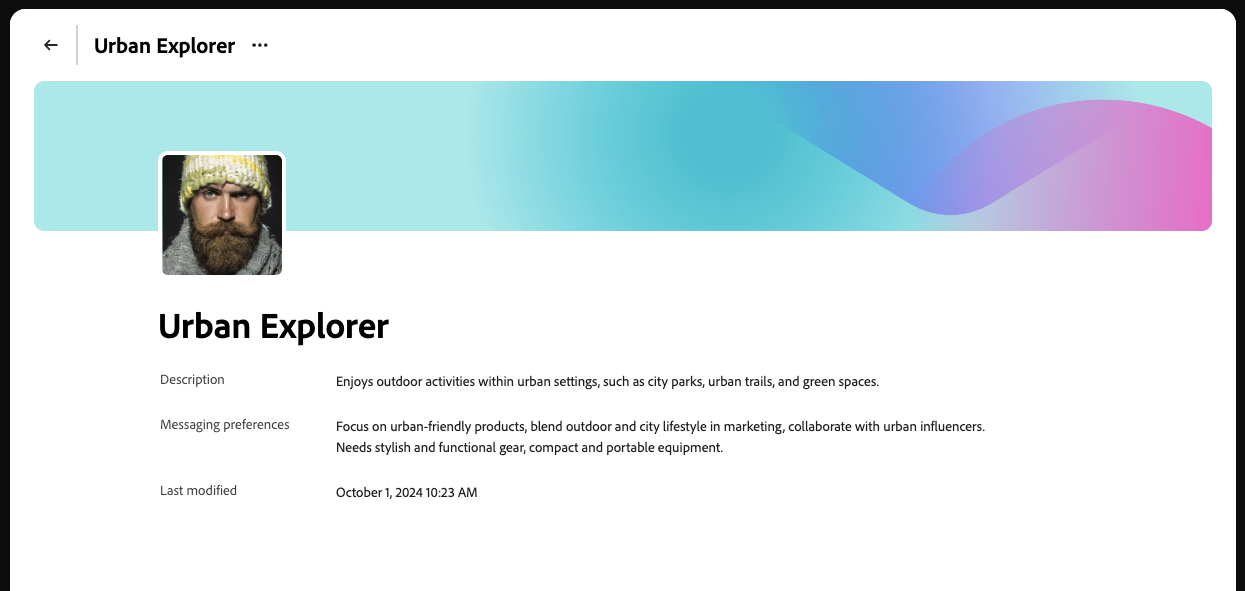 Urban Explorer
Urban Explorer
Description
Enjoys outdoor activities within urban settings, such as city parks, urban trails, and green spaces.
Messaging preferences
Focus on urban-friendly products, blend outdoor and city lifestyle in marketing, collaborate with urban influencers.
Needs stylish and functional gear, compact and portable equipment.
Last modified
October 1, 2024 10:23 AM